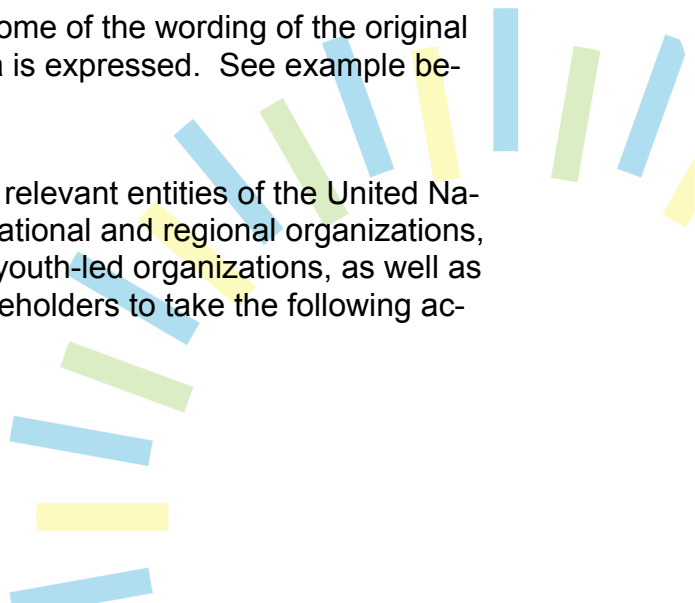 ome of the wording of the original
is expressed. See example be-
relevant entities of the United Na-
ational and regional organizations,
youth-led organizations, as well as
eholders to take the following ac-